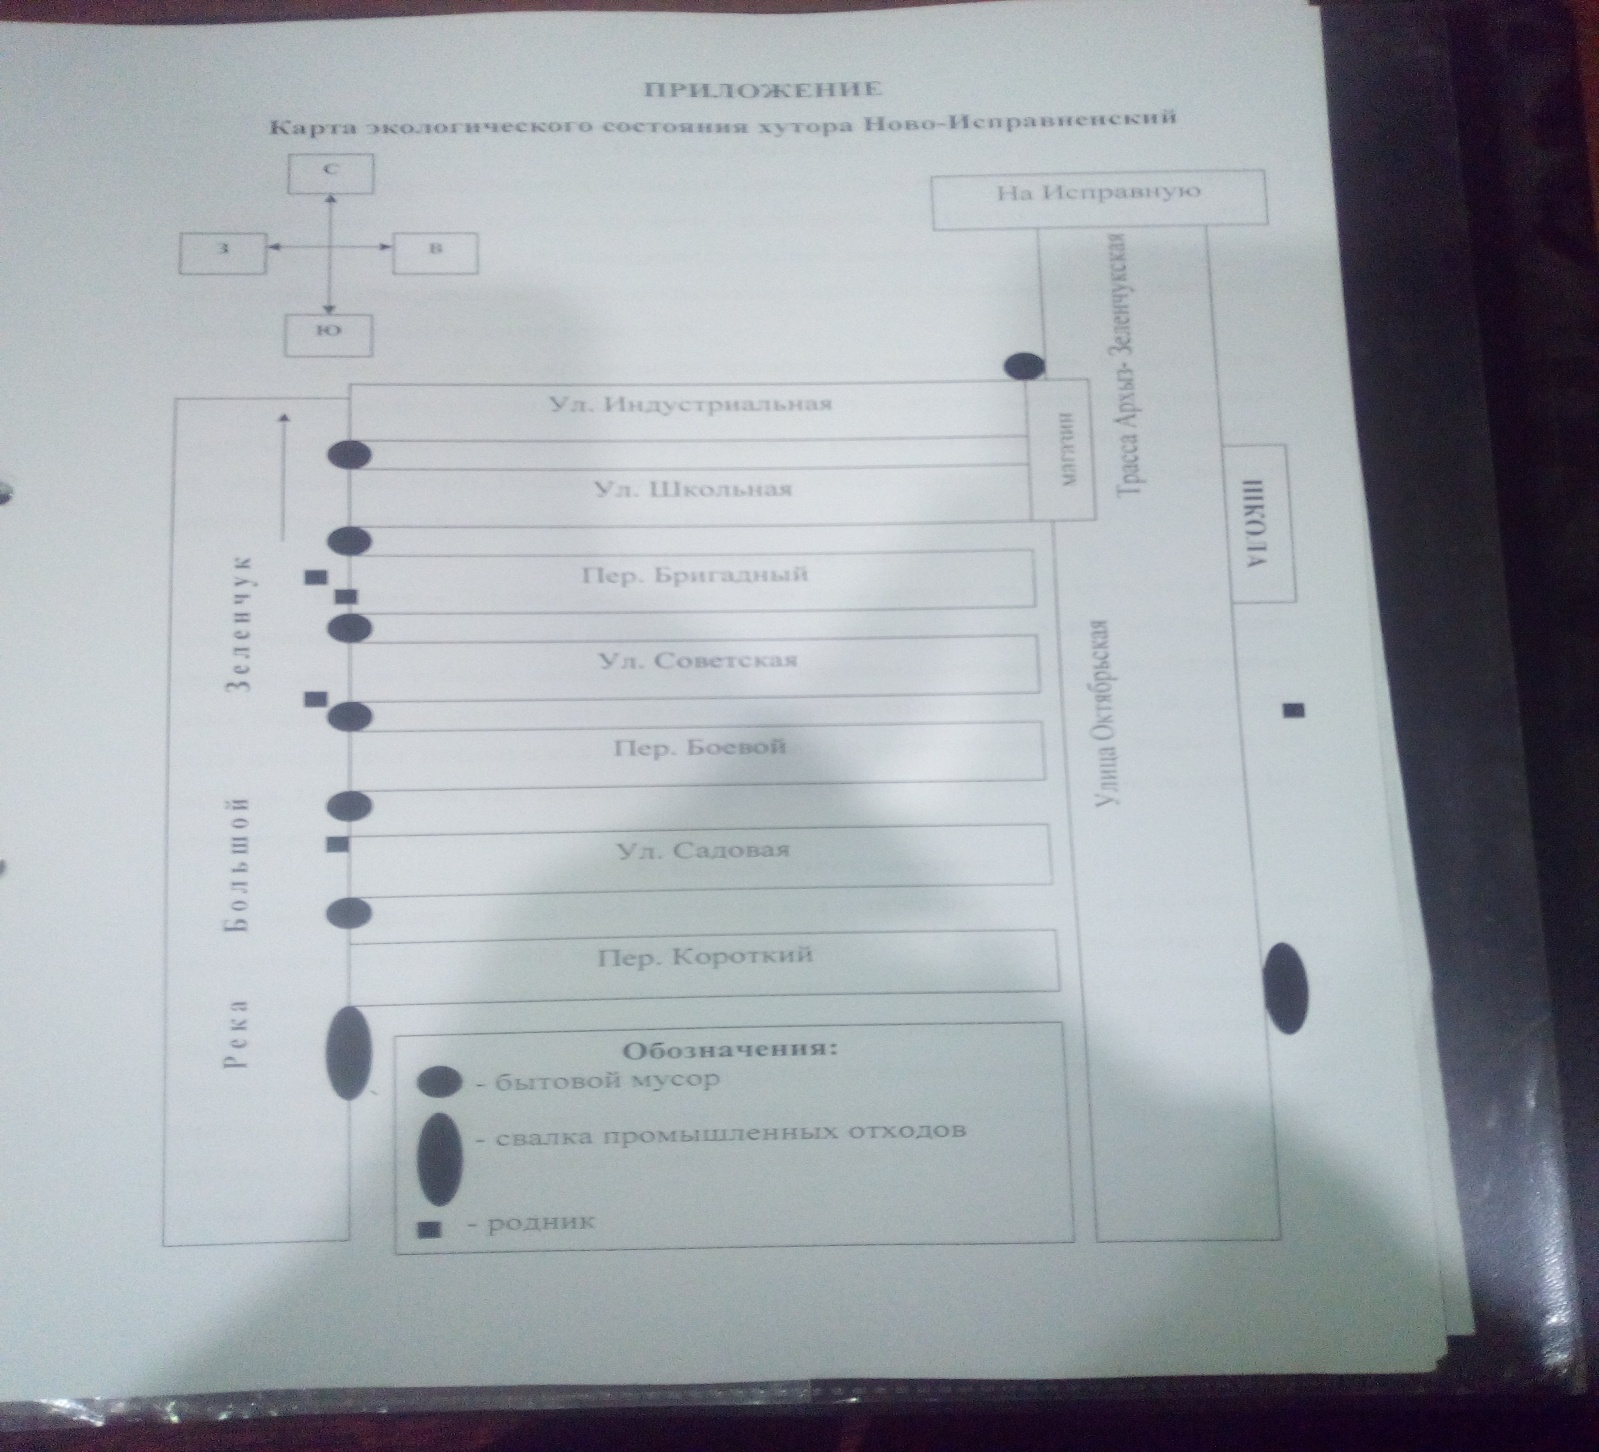 ПРИЛОЖЕНИЕ
Карта экологического состояния хутора Ново-Исправненский
С
З
В
Ю
На Исправную
Трасса Архыз- Зеленчукская
Ул. Индустриальная
магазин
Ул. Школьная
ШКОЛА
Пер. Бригадный
Ул. Советская
Улица Октябрьская
Пер. Боевой
Ул. Садовая
Пер. Короткий
Река Большой Зеленчук
Обозначения:
- бытовой мусор
- свалка промышленных отходов
- родник